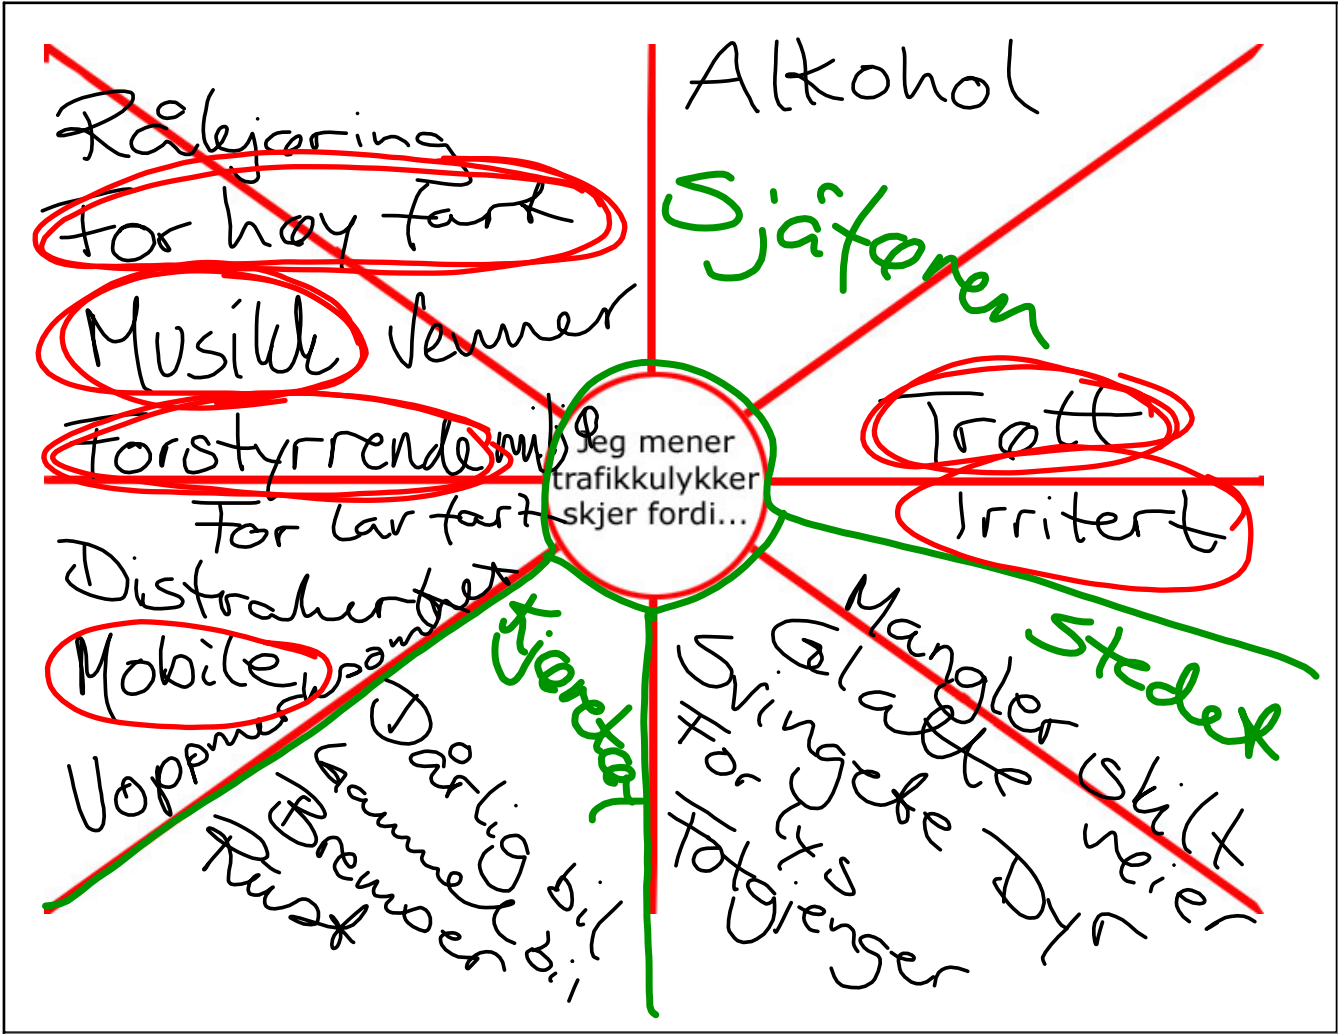 Alkohol
Råkjøring
For høy fart
Sjåføren
Musikk Venner
Trøtt
Forstyrrende miljø
Jeg mener
trafikkulykker
skjer fordi...
Irritert
For lav fart
Distraherthet
Mobile
Uoppmerksomhet
Kjøretøy
Dårlig bil
Gammel bil
Bremser
Rust
Stedet
Mangler skilt
Glatte veier
Svingete
For lys
Dyr
Fotgjenger